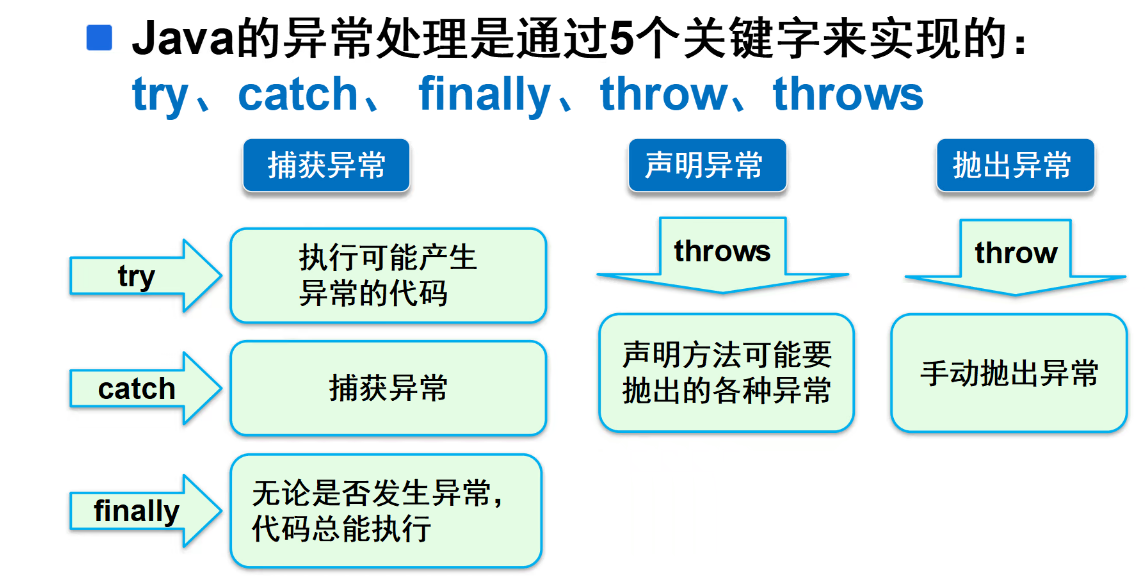 Java的异常处理是通过5个关键字来实现的：
try、catch、 finally、throw、throws
捕获异常
try
执行可能产生
异常的代码
catch
捕获异常
finally
无论是否发生异常，
代码总能执行
声明异常
throws
声明方法可能要
抛出的各种异常
抛出异常
throw
手动抛出异常